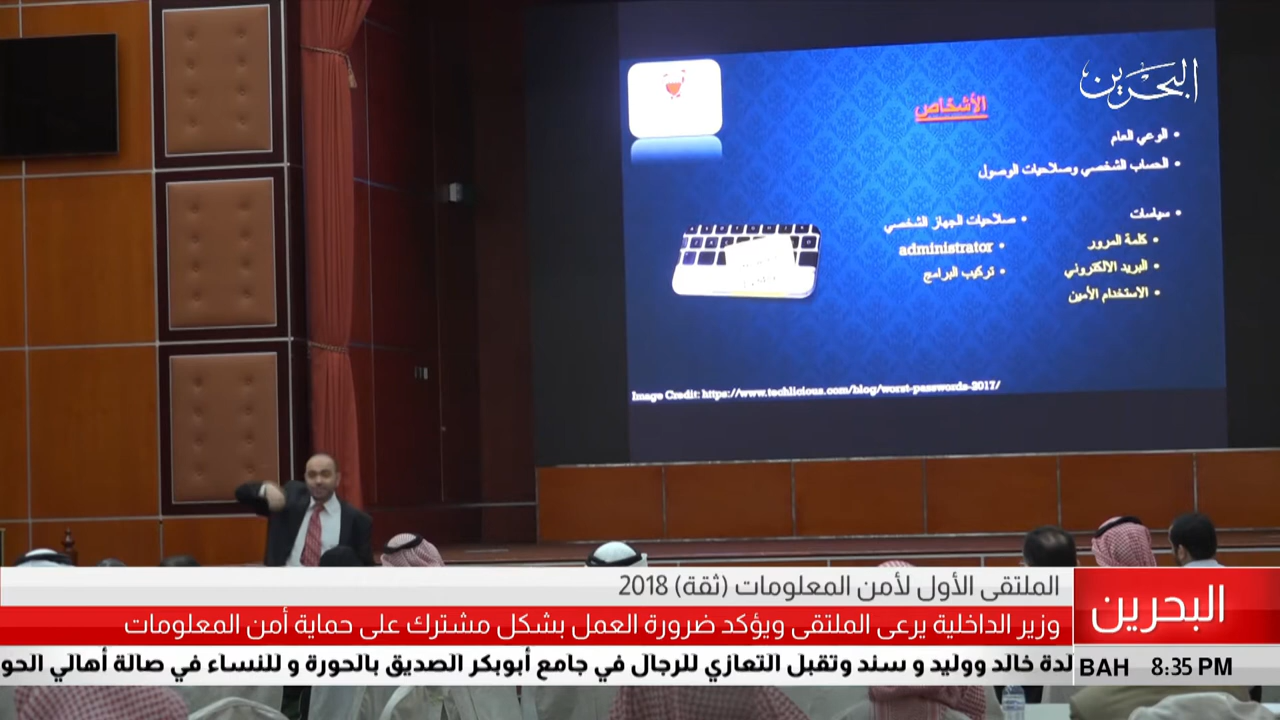 البحرين
الأشخاص
• الوعي العام
• الحساب الشخصي وصلاحيات الوصول
• سياسات
• كلمة المرور
• البريد الالكتروني
• الاستخدام الأمين
• صلاحيات الجهاز الشخصي
• administrator
• تركيب البرامج
Image Credit: https://www.techlicious.com/blog/worst-passwords-2017/
الملتقى الأول لأمن المعلومات (ثقة) 2018
البحرين
وزير الداخلية يرعى الملتقى ويؤكد ضرورة العمل بشكل مشترك على حماية أمن المعلومات
BAH 8:35 PM
لدة خالد ووليد و سند وتقبل التعازي للرجال في جامع أبوبكر الصديق بالحورة و للنساء في صالة أهالي الحو